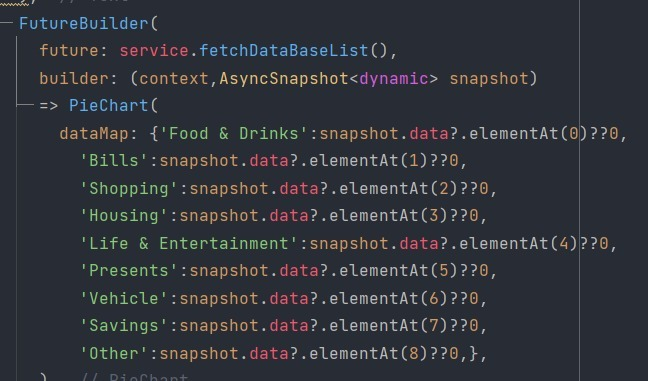 FutureBuilder(
future: service.fetchDataBaseList(),
builder: (context,AsyncSnapshot<dynamic> snapshot)
=> PieChart(
dataMap: {'Food & Drinks':snapshot.data?.elementAt(0)??0,
'Bills':snapshot.data?.elementAt(1)??0,
'Shopping':snapshot.data?.elementAt(2)??0,
'Housing':snapshot.data?.elementAt(3)??0,
'Life & Entertainment':snapshot.data?.elementAt(4)??0,
'Presents':snapshot.data?.elementAt(5)??0,
'Vehicle':snapshot.data?.elementAt(6)??0,
'Savings':snapshot.data?.elementAt(7)??0,
'Other':snapshot.data?.elementAt(8)??0,},
) // PieChart